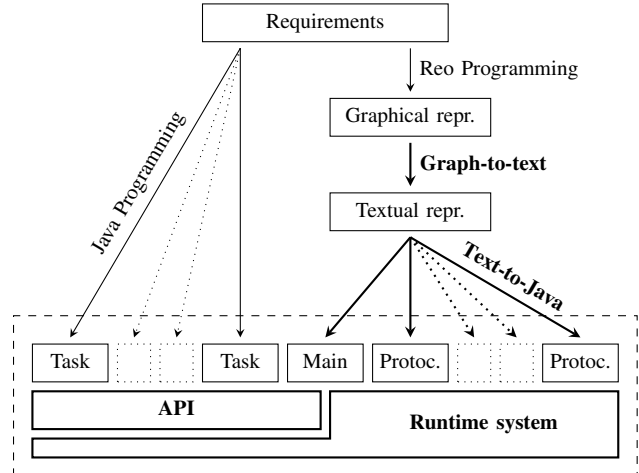 Requirements
Reo Programming
Graphical repr.
Graph-to-text
Textual repr.
Java Programming
Text-to-Java
Task
Task
Main
Protoc.
Protoc.
API
Runtime system